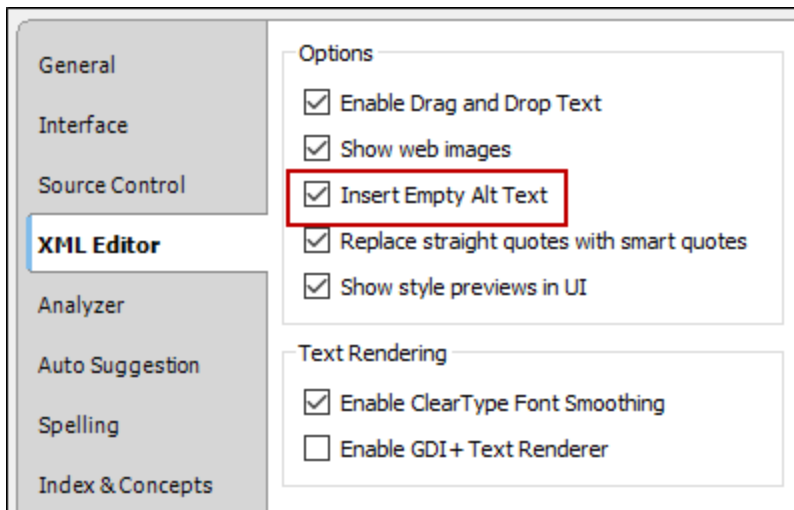 General
Interface
Source Control
XML Editor
Analyzer
Auto Suggestion
Spelling
Index & Concepts
Options
Enable Drag and Drop Text
Show web images
Insert Empty Alt Text
Replace straight quotes with smart quotes
Show style previews in UI
Text Rendering
Enable ClearType Font Smoothing
Enable GDI+ Text Renderer